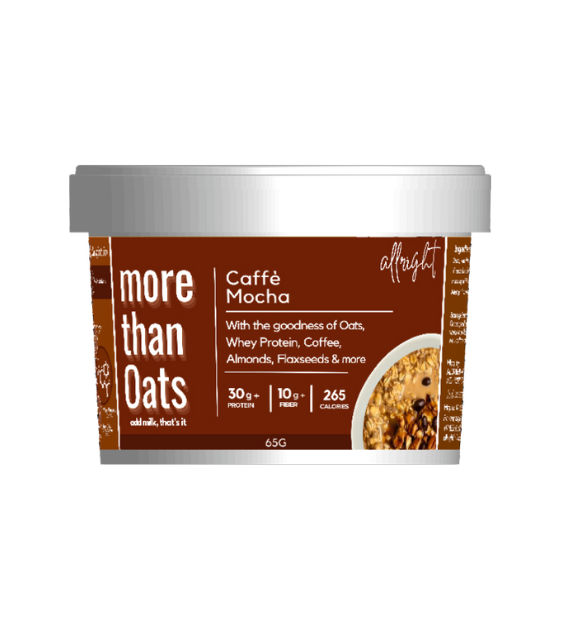 allright
more
than
Oats
add milk, that's it
Caffè
Mocha
With the goodness of Oats,
Whey Protein, Coffee,
Almonds, Flaxseeds & more
30g+
PROTEIN
10g+
FIBER
265
CALORIES
65G